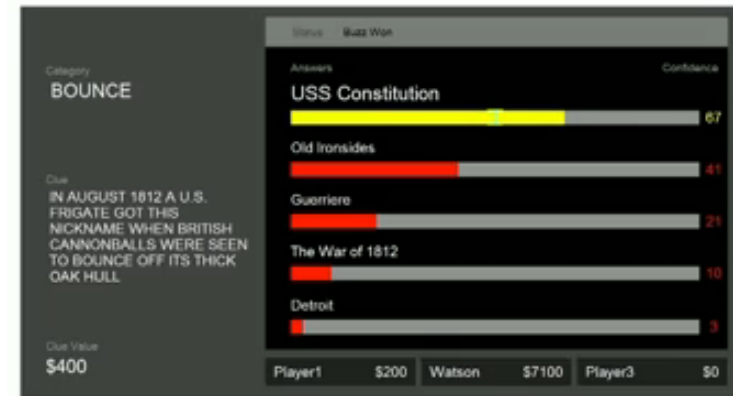 Status Buzz Won
Category
BOUNCE
Answers Confidence
USS Constitution
67
Old Ironsides
41
Guerriere
21
The War of 1812
10
Detroit
3
Clue
IN AUGUST 1812 A U.S.
FRIGATE GOT THIS
NICKNAME WHEN BRITISH
CANNONBALLS WERE SEEN
TO BOUNCE OFF ITS THICK
OAK HULL
Clue Value
$400
Player1 $200 Watson $7100 Player3 $0